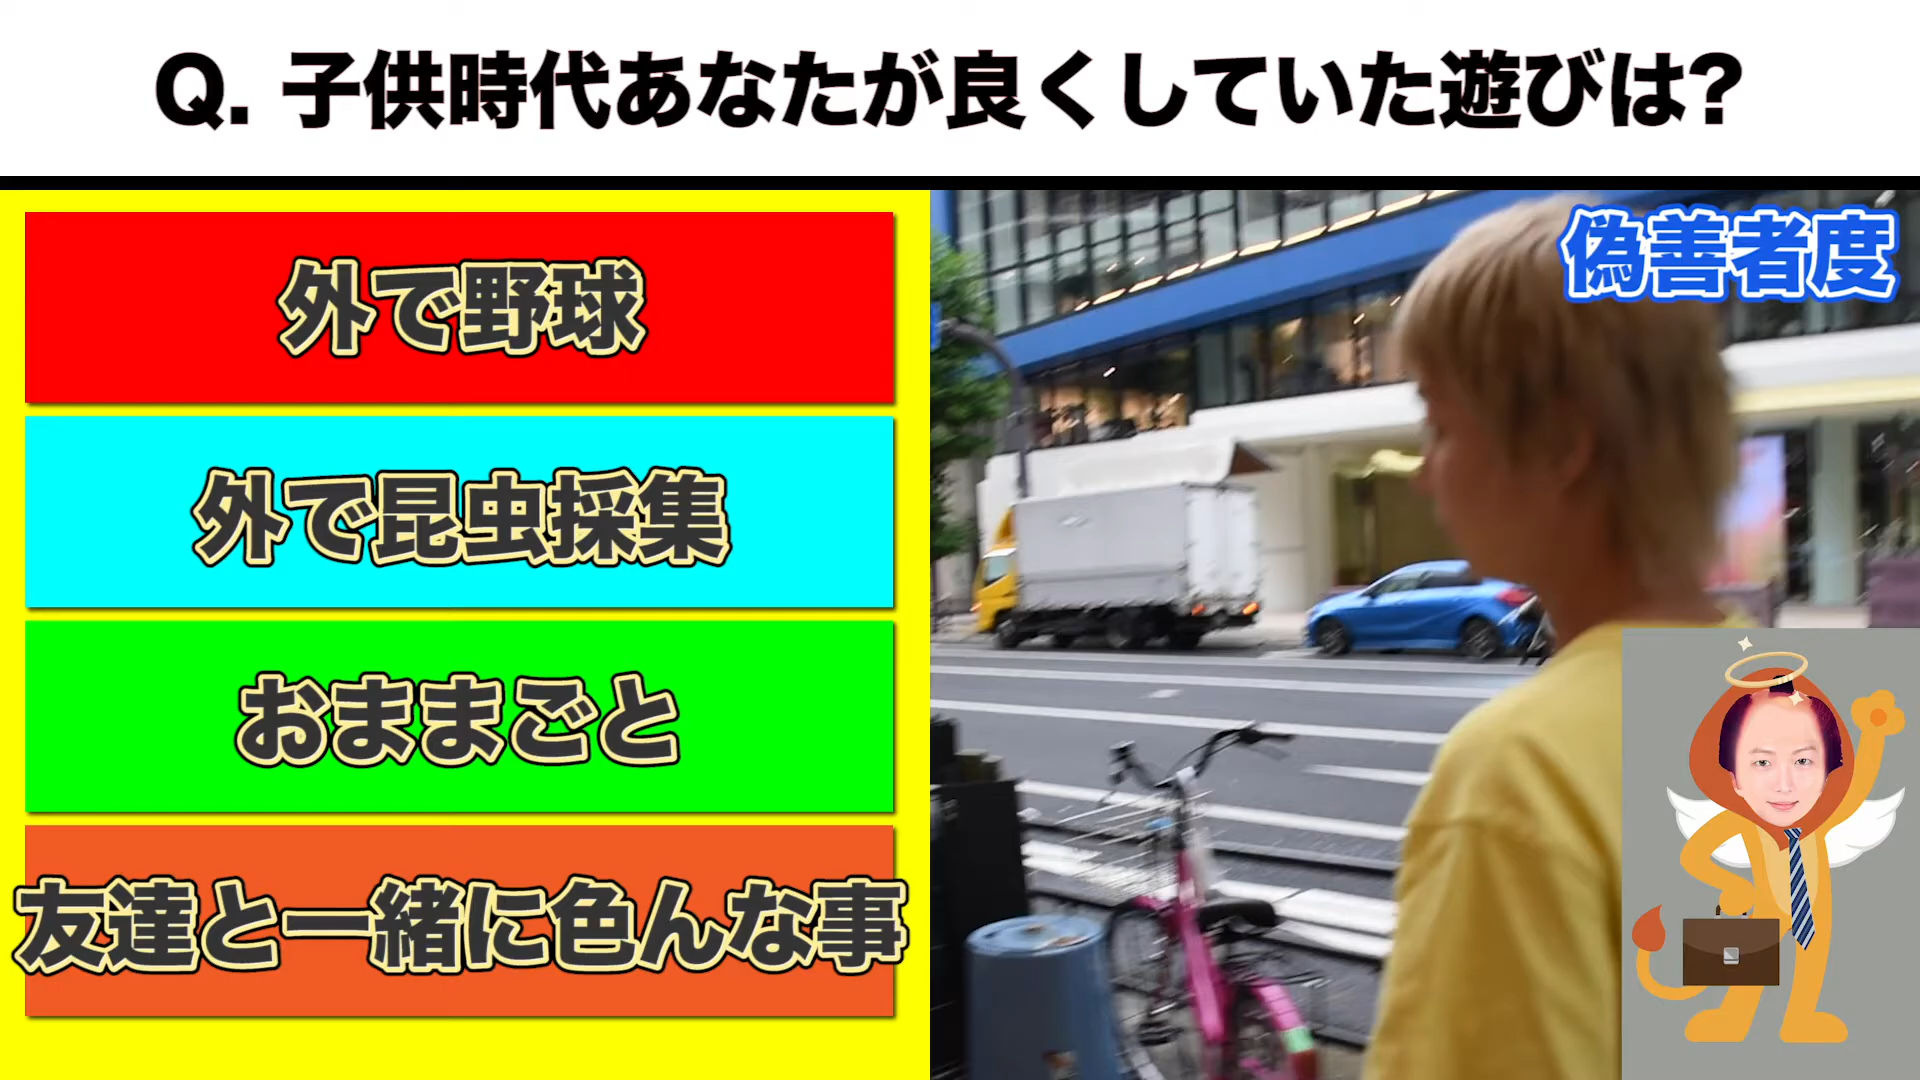 Q. 子供時代あなたが良くしていた遊びは?
外で野球
外で昆虫採集
おままごと
友達と一緒に色んな事
偽善者度